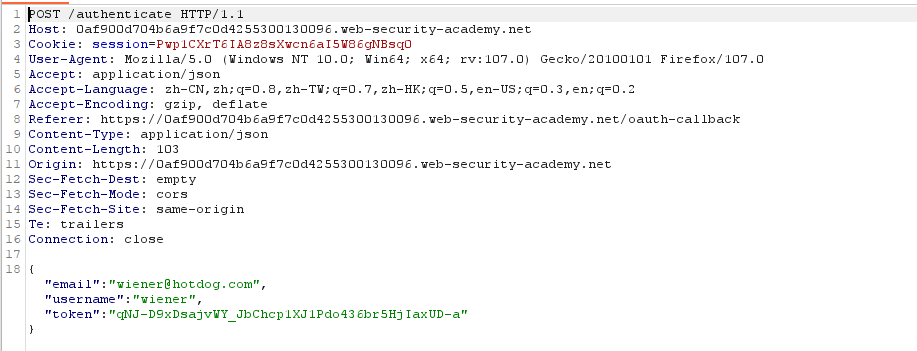 1 POST /authenticate HTTP/1.1
2 Host: 0af900d704b6a9f7c0d4255300130096.web-security-academy.net
3 Cookie: session=Pwp1CXrT6IA8z8sXwcn6aI5W86gNBsqO
4 User-Agent: Mozilla/5.0 (Windows NT 10.0; Win64; x64; rv:107.0) Gecko/20100101 Firefox/107.0
5 Accept: application/json
6 Accept-Language: zh-CN,zh;q=0.8,zh-TW;q=0.7,zh-HK;q=0.5,en-US;q=0.3,en;q=0.2
7 Accept-Encoding: gzip, deflate
8 Referer: https://0af900d704b6a9f7c0d4255300130096.web-security-academy.net/oauth-callback
9 Content-Type: application/json
10 Content-Length: 103
11 Origin: https://0af900d704b6a9f7c0d4255300130096.web-security-academy.net
12 Sec-Fetch-Dest: empty
13 Sec-Fetch-Mode: cors
14 Sec-Fetch-Site: same-origin
15 Te: trailers
16 Connection: close
17
18 {
"email":"wiener@hotdog.com",
"username":"wiener",
"token":"qNJ-D9xDsajvWY_JbChcp1XJ1Pdo436br5HjIaxUD-a"
}